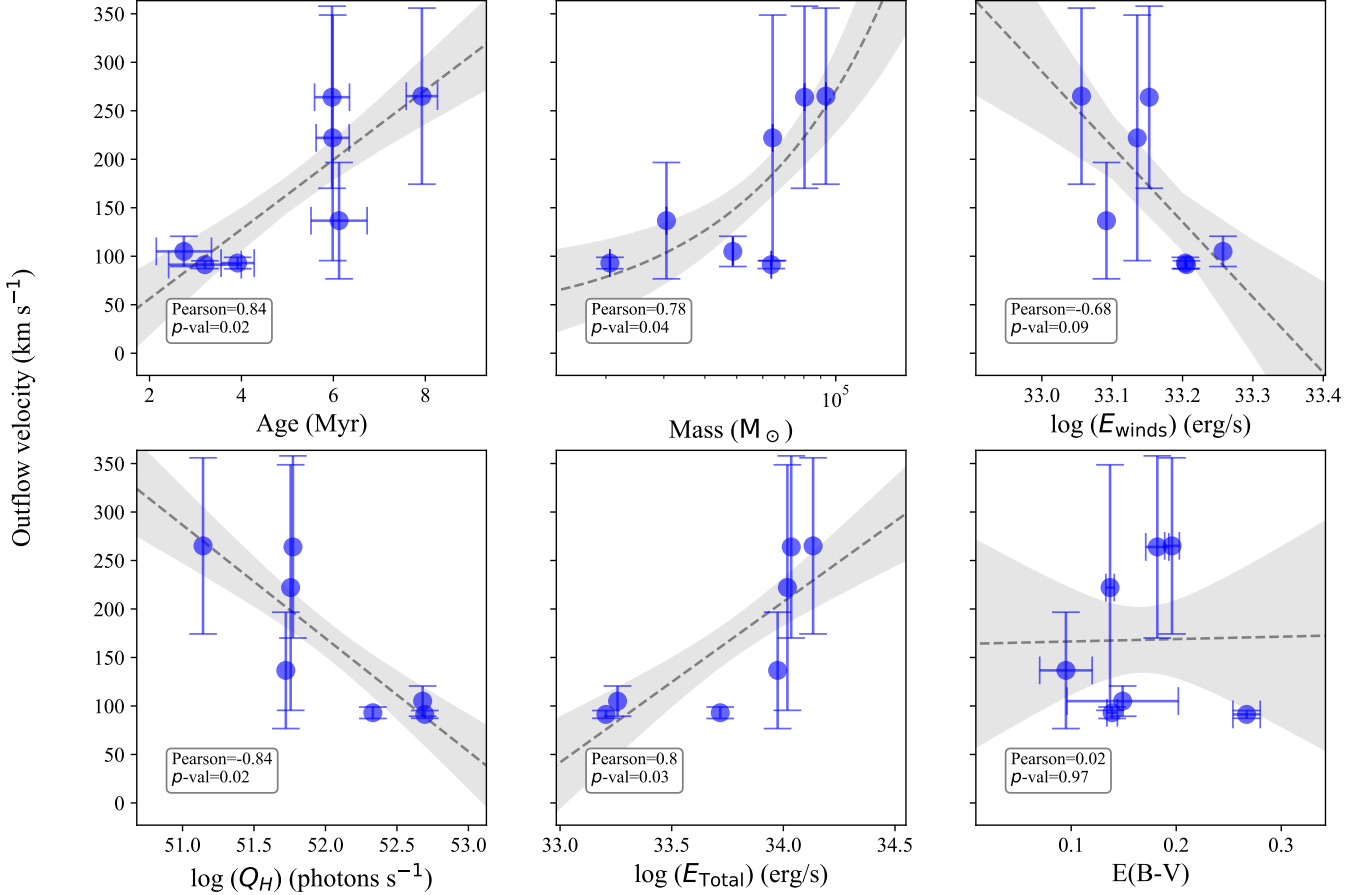 Outflow velocity (km s⁻¹)
350
300
250
200
150
100
50
0
Pearson=0.84
p-val=0.02
2 4 6 8
Age (Myr)
Pearson=0.78
p-val=0.04
10⁵
Mass (M⊙)
Pearson=-0.68
p-val=0.09
33.0 33.1 33.2 33.3 33.4
log (E_winds) (erg/s)
350
300
250
200
150
100
50
0
Pearson=-0.84
p-val=0.02
51.0 51.5 52.0 52.5 53.0
log (Q_H) (photons s⁻¹)
Pearson=0.8
p-val=0.03
33.0 33.5 34.0 34.5
log (E_Total) (erg/s)
Pearson=0.02
p-val=0.97
0.1 0.2 0.3
E(B-V)